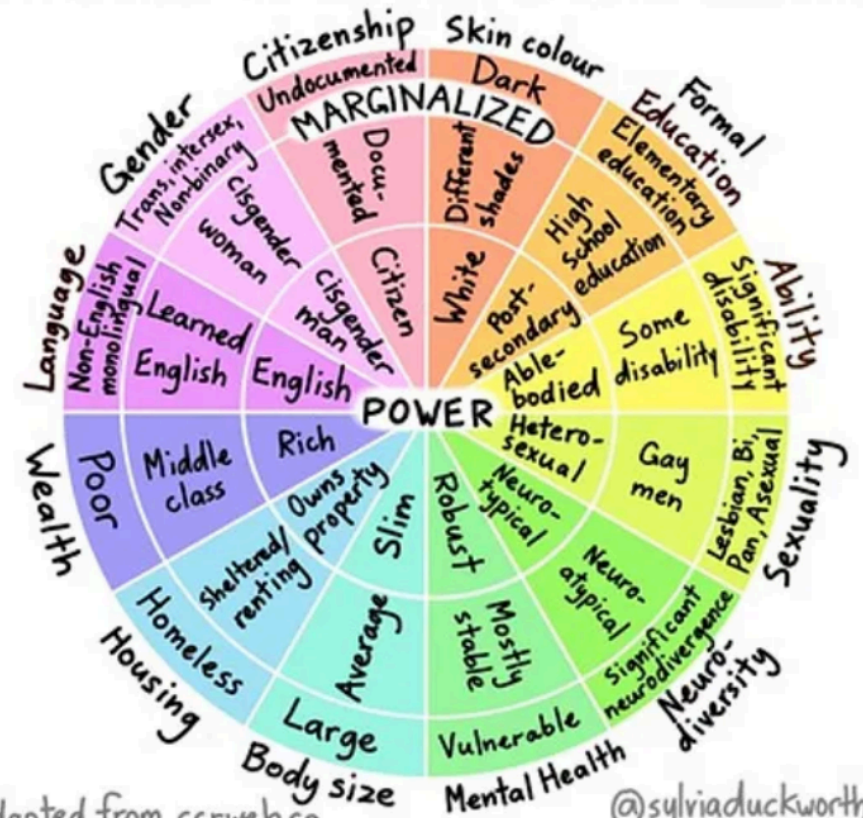 Citizenship
Undocumented
Docu-
mented
Citizen
Skin colour
Dark
Different
shades
White
Formal
Education
Elementary
education
High
school
education
Post-
secondary
Ability
Significant
disability
Some
disability
Able-
bodied
Sexuality
Lesbian, Bi,
Pan, Asexual
Gay
men
Hetero-
sexual
Neuro-
diversity
Significant
neurodivergence
Neuro-
atypical
Neuro-
typical
Mental Health
Vulnerable
Mostly
stable
Robust
Body size
Large
Average
Slim
Housing
Homeless
Sheltered/
renting
Owns
property
Wealth
Poor
Middle
class
Rich
Language
Non-English
monolingual
Learned
English
English
Gender
Trans, intersex,
Non-binary
cisgender
woman
cisgender
man
MARGINALIZED
POWER
from
@sylviaduckworth